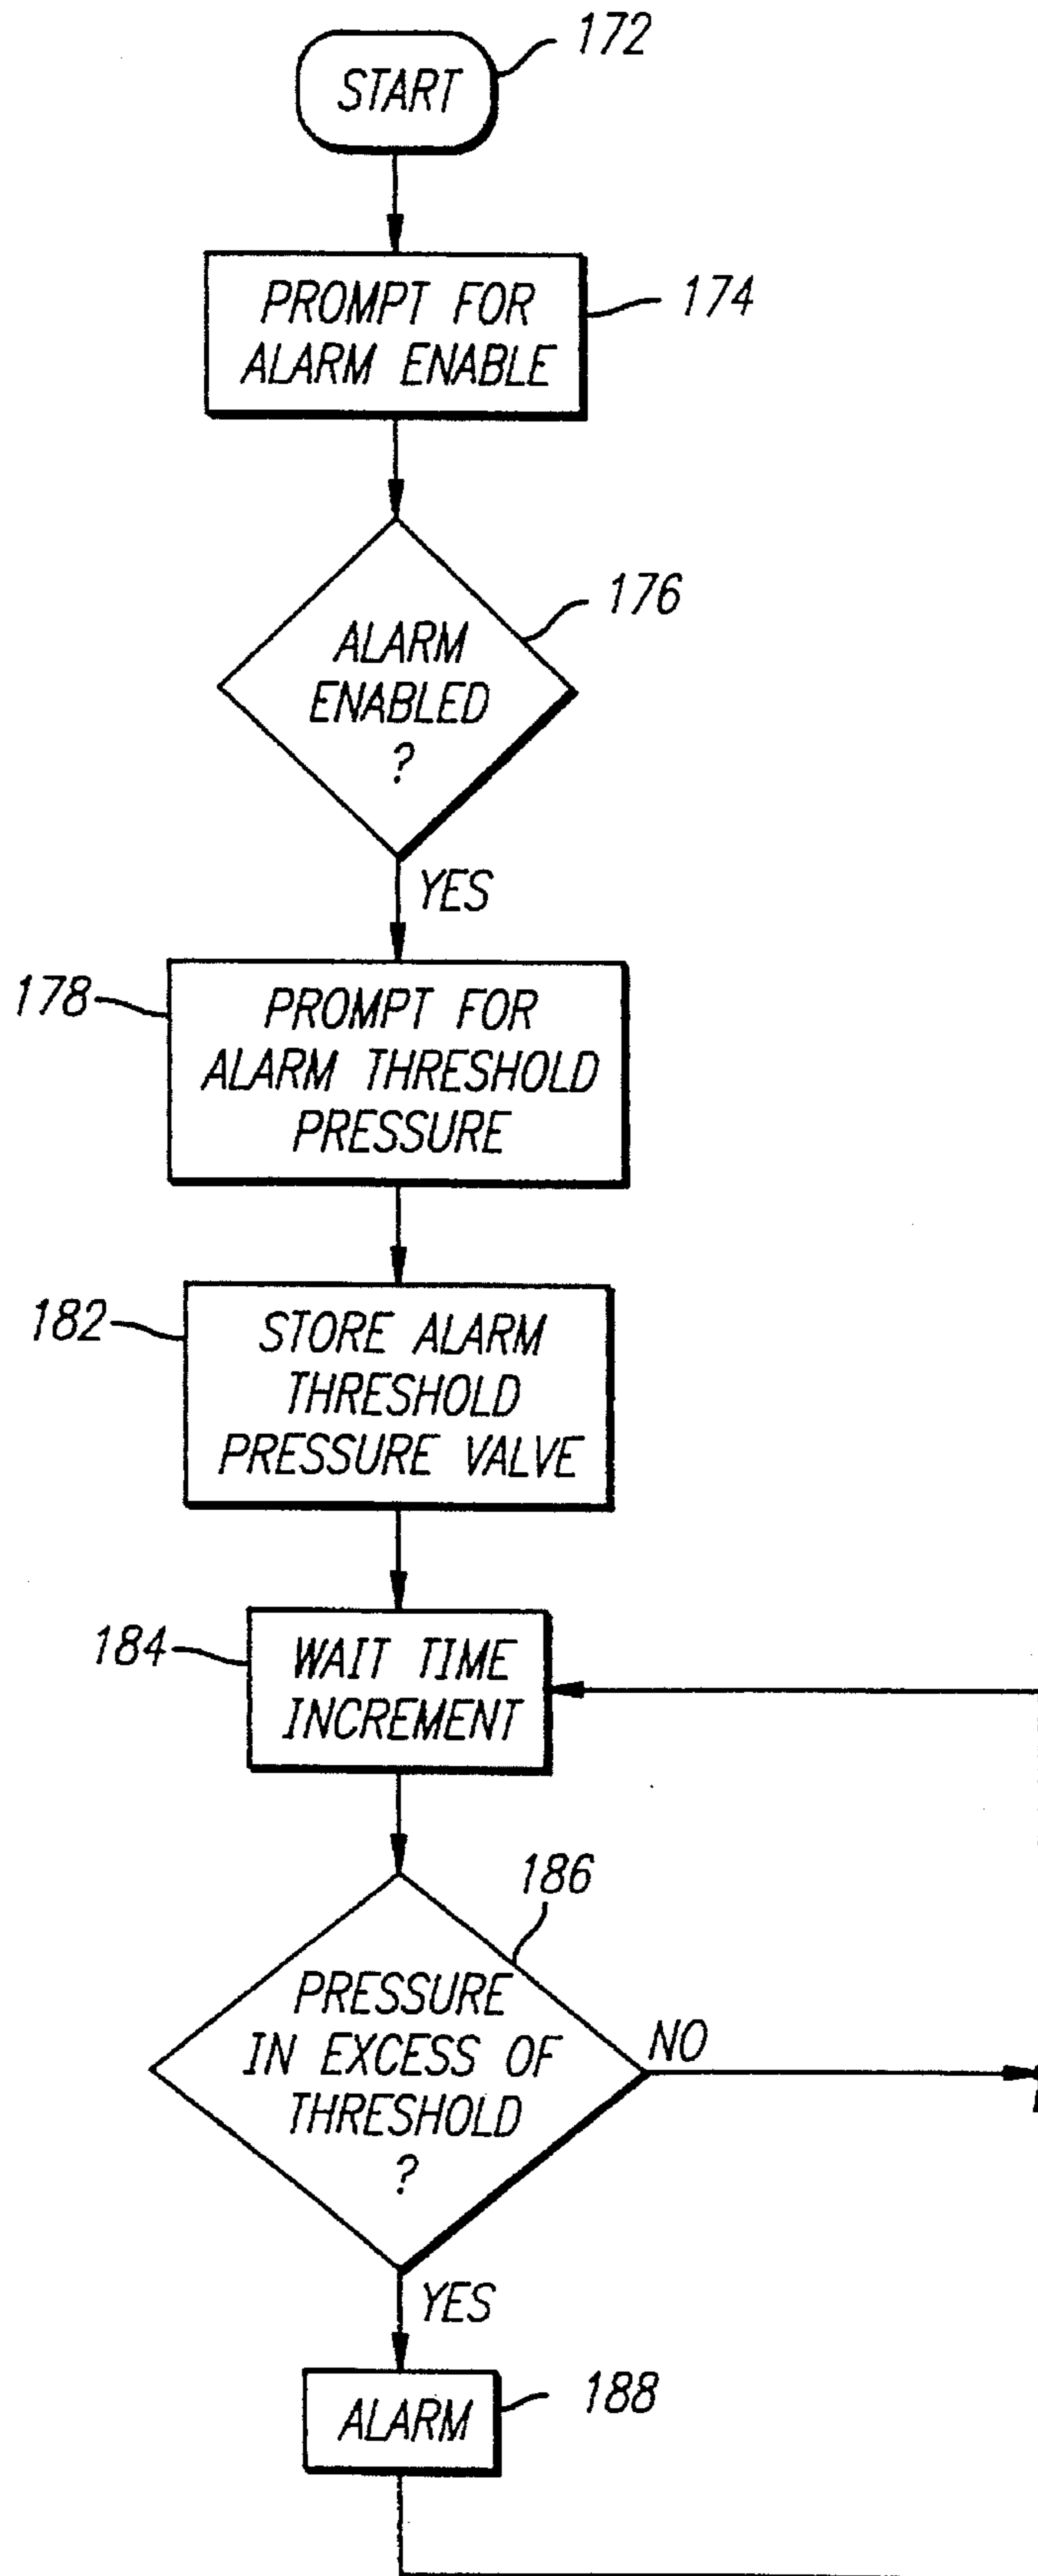 172
START
PROMPT FOR
ALARM ENABLE
174
176
ALARM
ENABLED
?
YES
178
PROMPT FOR
ALARM THRESHOLD
PRESSURE
182
STORE ALARM
THRESHOLD
PRESSURE VALVE
184
WAIT TIME
INCREMENT
186
PRESSURE
IN EXCESS OF
THRESHOLD
?
NO
YES
ALARM
188